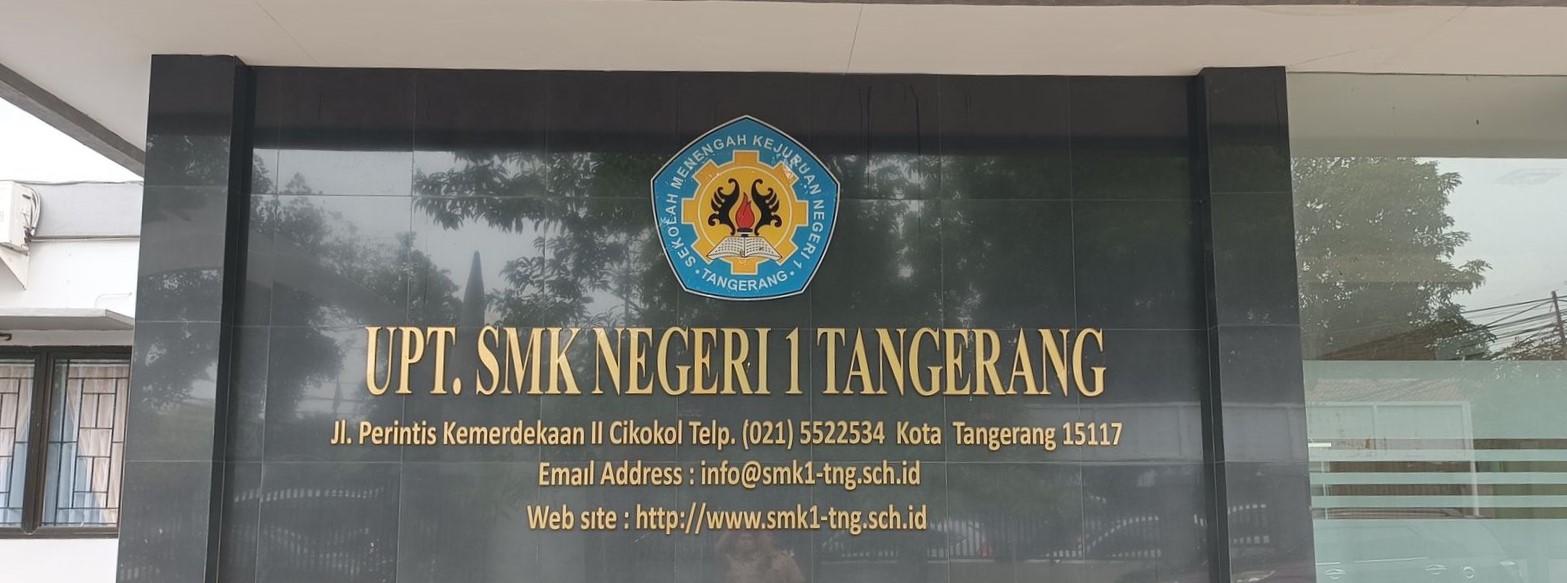 SEKOLAH MENENGAH KEJURUAN NEGERI 1
• TANGERANG •
UPT. SMK NEGERI 1 TANGERANG
Jl. Perintis Kemerdekaan II Cikokol Telp. (021) 5522534 Kota Tangerang 15117
Email Address : info@smk1-tng.sch.id
Web site : http://www.smk1-tng.sch.id